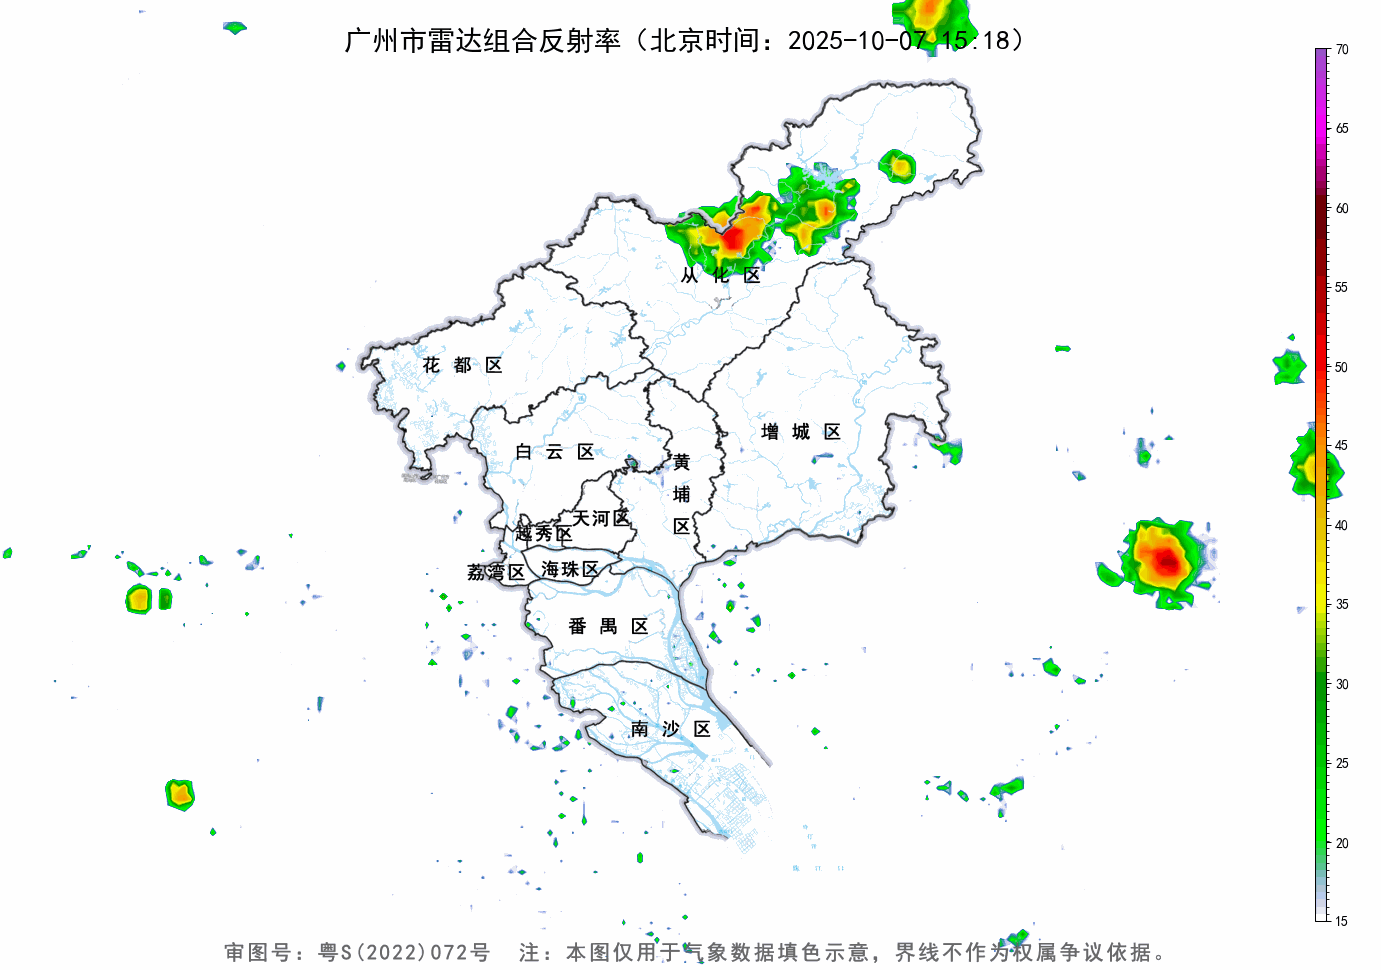 广州市雷达组合反射率（北京时间：2025-10-07 15:18）
70
65
60
55
50
45
40
35
30
25
20
15
从化区
花都区
增城区
白云区
黄埔区
天河区
越秀区
荔湾区
海珠区
番禺区
南沙区
审图号：粤S(2022)072号 注：本图仅用于气象数据填色示意，界线不作为权属争议依据。